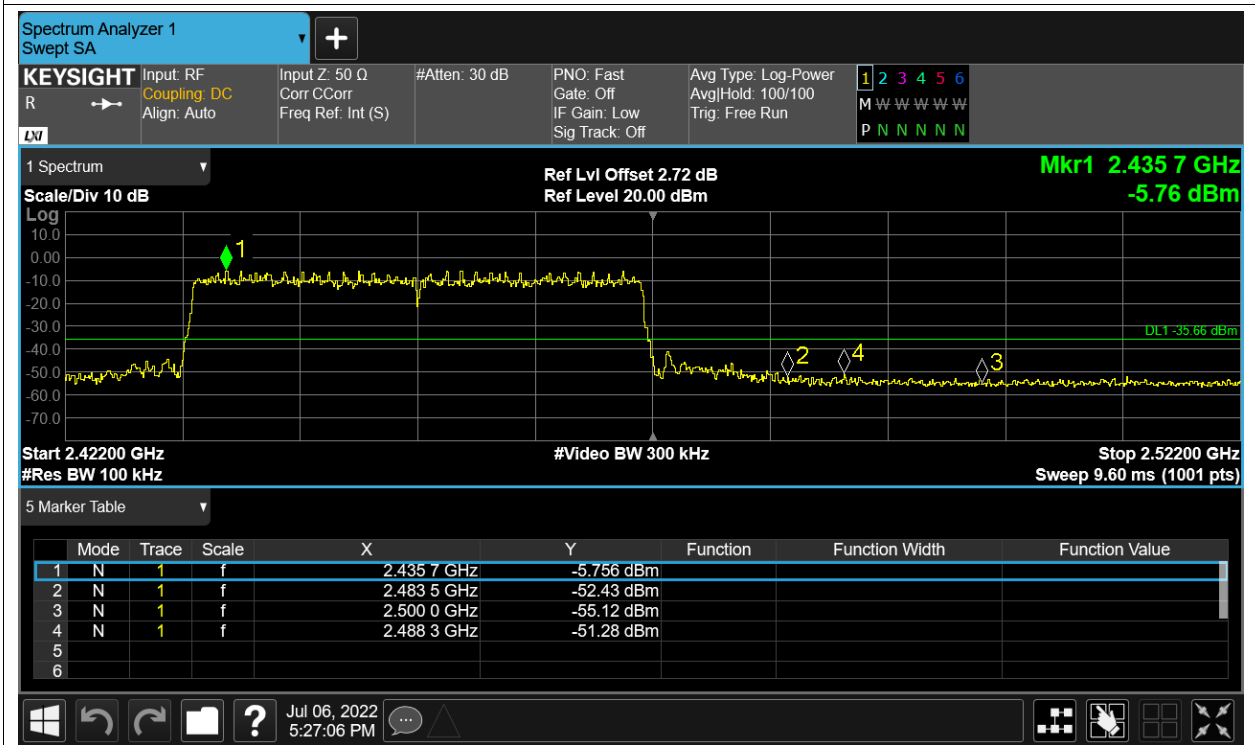 Spectrum Analyzer 1
Swept SA
KEYSIGHT Input: RF Input Z: 50 Ω #Atten: 30 dB PNO: Fast Avg Type: Log-Power 1 2 3 4 5 6
R Coupling: DC Corr CCorr Gate: Off Avg|Hold: 100/100 M W W W W W
Align: Auto Freq Ref: Int (S) IF Gain: Low Trig: Free Run
LXI Sig Track: Off P N N N N N
1 Spectrum Ref Lvl Offset 2.72 dB Mkr1 2.435 7 GHz
Scale/Div 10 dB Ref Level 20.00 dBm -5.76 dBm
Log
10.0
1
0.00
-10.0
-20.0
-30.0 DL1 -35.66 dBm
-40.0
2 4 3
-50.0
-60.0
-70.0
Start 2.42200 GHz #Video BW 300 kHz Stop 2.52200 GHz
#Res BW 100 kHz Sweep 9.60 ms (1001 pts)
5 Marker Table
Mode Trace Scale X Y Function Function Width Function Value
1 N 1 f 2.435 7 GHz -5.756 dBm
2 N 1 f 2.483 5 GHz -52.43 dBm
3 N 1 f 2.500 0 GHz -55.12 dBm
4 N 1 f 2.488 3 GHz -51.28 dBm
5
6
? Jul 06, 2022
5:27:06 PM